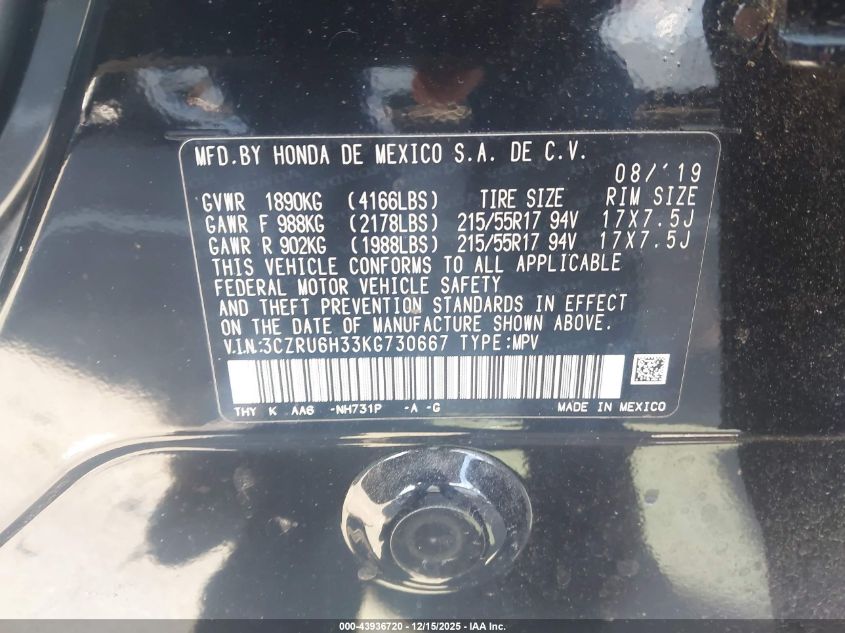 MFD.BY HONDA DE MEXICO S.A. DE C.V.
08/'19
GVWR 1890KG (4166LBS) TIRE SIZE RIM SIZE
GAWR F 988KG (2178LBS) 215/55R17 94V 17X7.5J
GAWR R 902KG (1988LBS) 215/55R17 94V 17X7.5J
THIS VEHICLE CONFORMS TO ALL APPLICABLE
FEDERAL MOTOR VEHICLE SAFETY
AND THEFT PREVENTION STANDARDS IN EFFECT
ON THE DATE OF MANUFACTURE SHOWN ABOVE.
V.I.N:3CZRU6H33KG730667 TYPE:MPV
THY K AA6 -NH731P -A -G MADE IN MEXICO
000-43936720 — 12/15/2025 - IAA Inc.